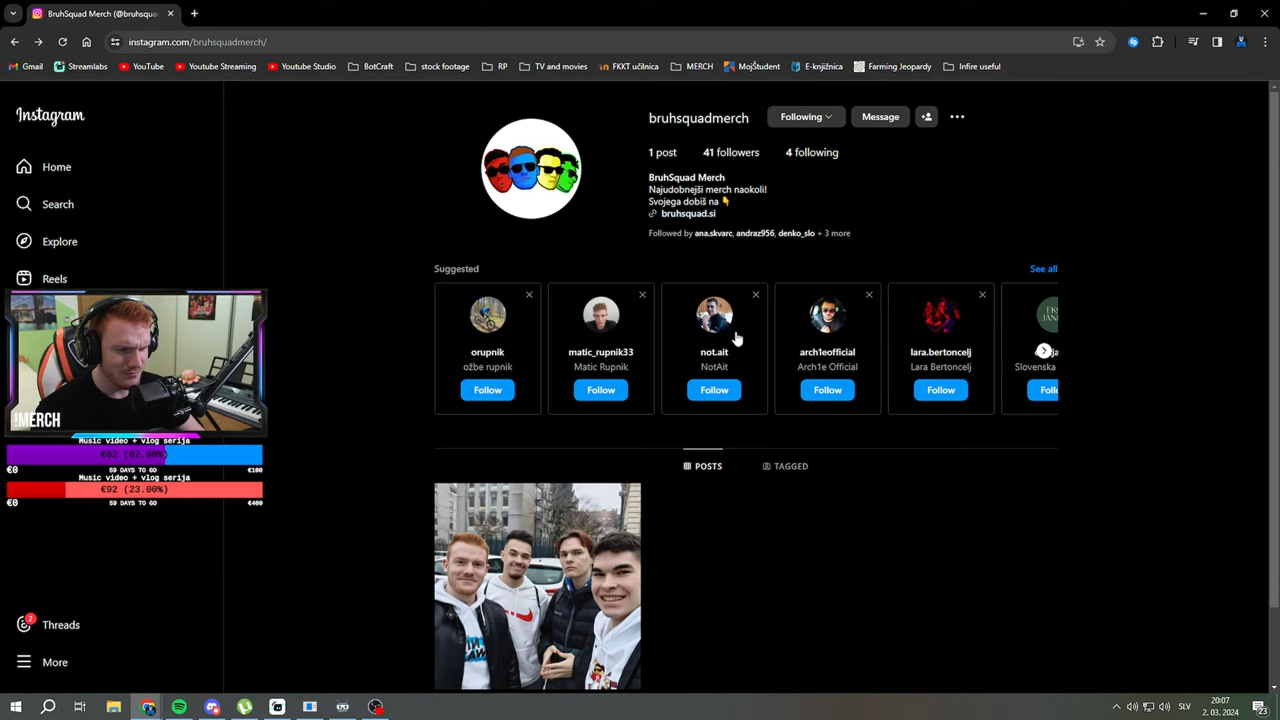 BruhSquad Merch (@bruhsqua
instagram.com/bruhsquadmerch/
Gmail
Streamlabs
YouTube
Youtube Streaming
Youtube Studio
BotCraft
stock footage
RP
TV and movies
FKKT učilnica
MERCH
MojŠtudent
E-knjižnica
Farming Jeopardy
Infire useful
Instagram
Home
Search
Explore
Reels
bruhsquadmerch
Following
Message
1 post
41 followers
4 following
BruhSquad Merch
Najudobnejši merch naokoli!
Svojega dobiš na 👇
bruhsquad.si
Followed by ana.skvarc, andraz956, denko_slo + 3 more
Suggested
See all
orupnik
ožbe rupnik
Follow
matic_rupnik33
Matic Rupnik
Follow
not.ait
NotAit
Follow
arch1eofficial
Arch1e Official
Follow
lara.bertoncelj
Lara Bertoncelj
Follow
Slovenska
Follo
POSTS
TAGGED
!MERCH
Music video + vlog serija
€62 (62.00%)
€0
59 DAYS TO GO
€100
Music video + vlog serija
€92 (23.00%)
€0
59 DAYS TO GO
€400
2
Threads
More
SLV
20:07
2. 03. 2024
23